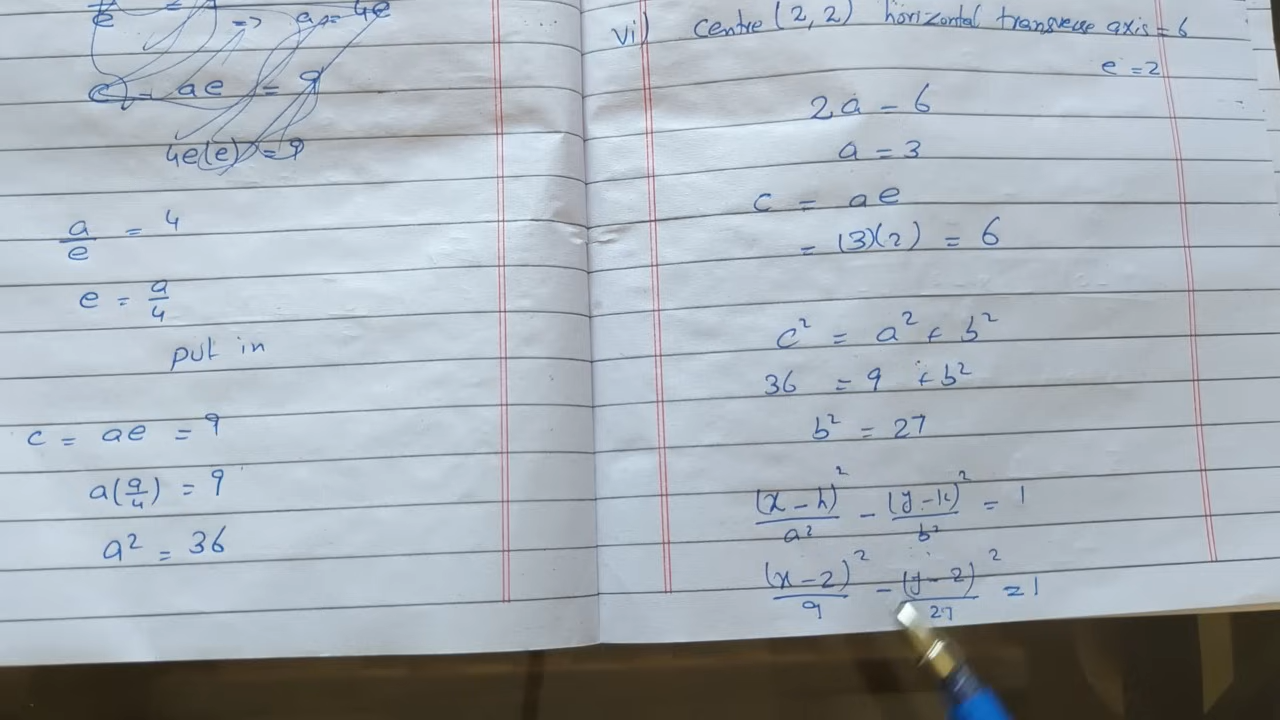 => a = 4e
c = ae = 9
4e(e) = 9
a/e = 4
e = a/4
put in
c = ae = 9
a(a/4) = 9
a² = 36
vi) Centre (2, 2) horizontal transverse axis = 6
e = 2
2a = 6
a = 3
c = ae
= (3)(2) = 6
c² = a² + b²
36 = 9 + b²
b² = 27
(x - h)²/a² - (y - k)²/b² = 1
(x - 2)²/9 - (y - 2)²/27 = 1